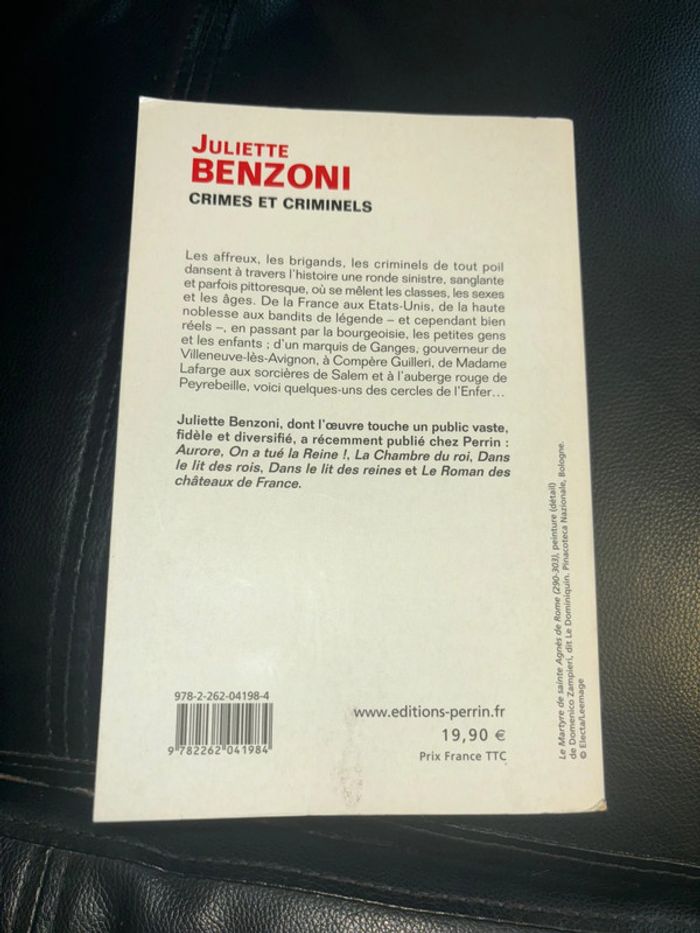 JULIETTE
BENZONI
CRIMES ET CRIMINELS
Les affreux, les brigands, les criminels de tout poil
dansent à travers l'histoire une ronde sinistre, sanglante
et parfois pittoresque, où se mêlent les classes, les sexes
et les âges. De la France aux Etats-Unis, de la haute
noblesse aux bandits de légende – et cependant bien
réels –, en passant par la bourgeoisie, les petites gens
et les enfants ; d'un marquis de Ganges, gouverneur de
Villeneuve-lès-Avignon, à Compère Guilleri, de Madame
Lafarge aux sorcières de Salem et à l'auberge rouge de
Peyrebeille, voici quelques-uns des cercles de l'Enfer...
Juliette Benzoni, dont l'œuvre touche un public vaste,
fidèle et diversifié, a récemment publié chez Perrin :
Aurore, On a tué la Reine !, La Chambre du roi, Dans
le lit des rois, Dans le lit des reines et Le Roman des
châteaux de France.
978-2-262-04198-4
9 782262 041984
www.editions-perrin.fr
19,90 €
Prix France TTC
Le Martyre de sainte Agnès de Rome (290-303), peinture (détail)
de Domenico Zampieri, dit Le Dominiquin. Pinacoteca Nazionale, Bologne.
© Electa/Leemage